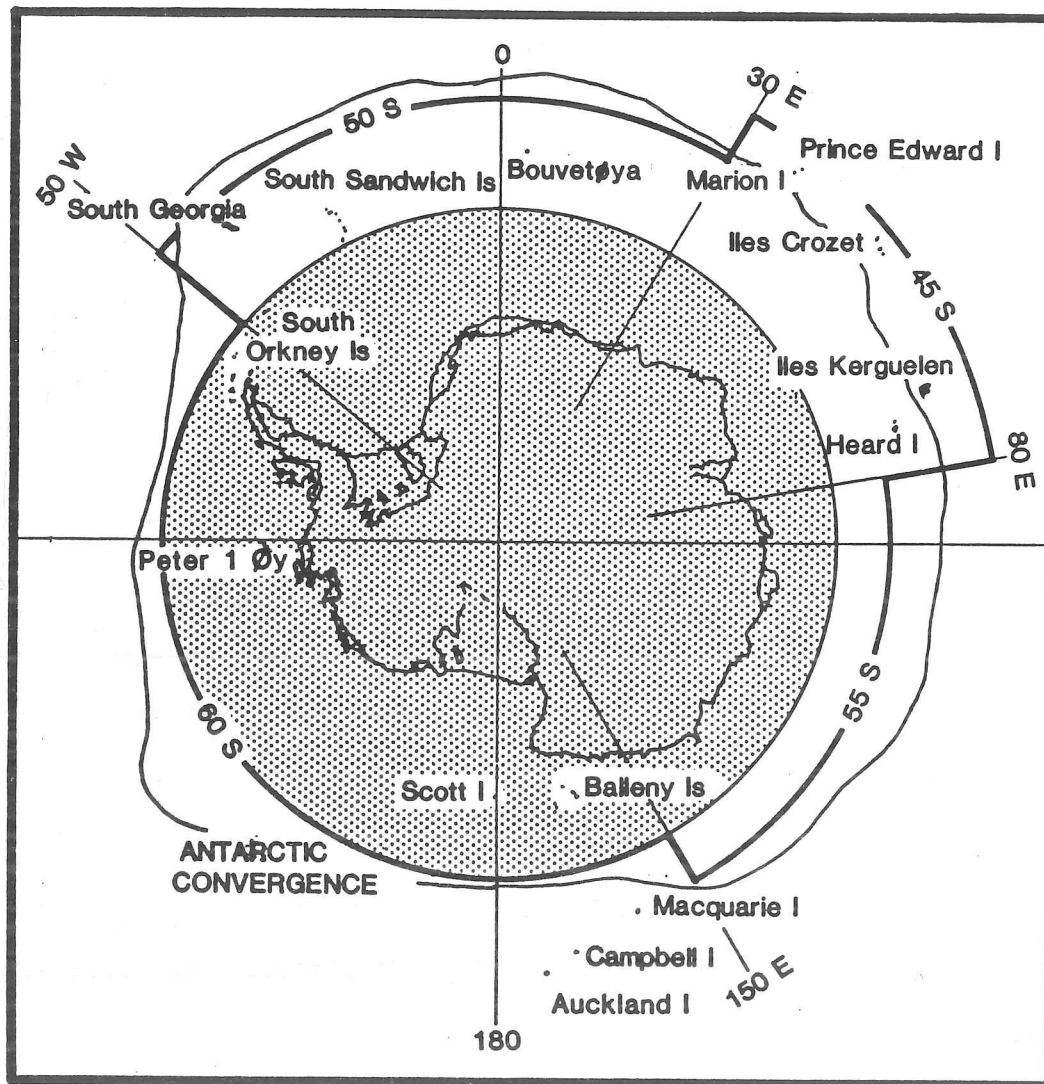 0
30 E
50 S
Prince Edward I
50 W
South Sandwich Is
Bouvetøya
Marion I
South Georgia
Iles Crozet
45 S
South
Orkney Is
Iles Kerguelen
Heard I
80 E
Peter 1 Øy
55 S
60 S
Scott I
Balleny Is
ANTARCTIC
CONVERGENCE
Macquarie I
Campbell I
150 E
Auckland I
180